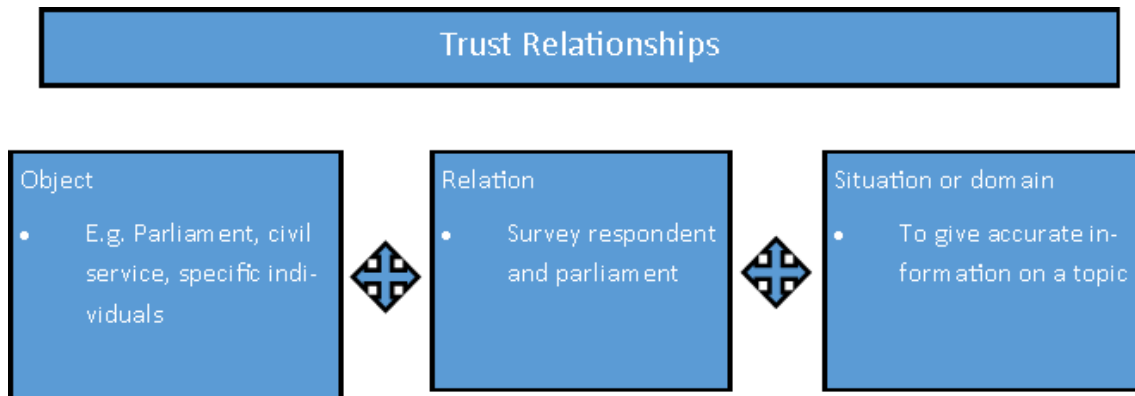 Trust Relationships
Object
• E.g. Parliament, civil
service, specific indi-
viduals
Relation
• Survey respondent
and parliament
Situation or domain
• To give accurate in-
formation on a topic